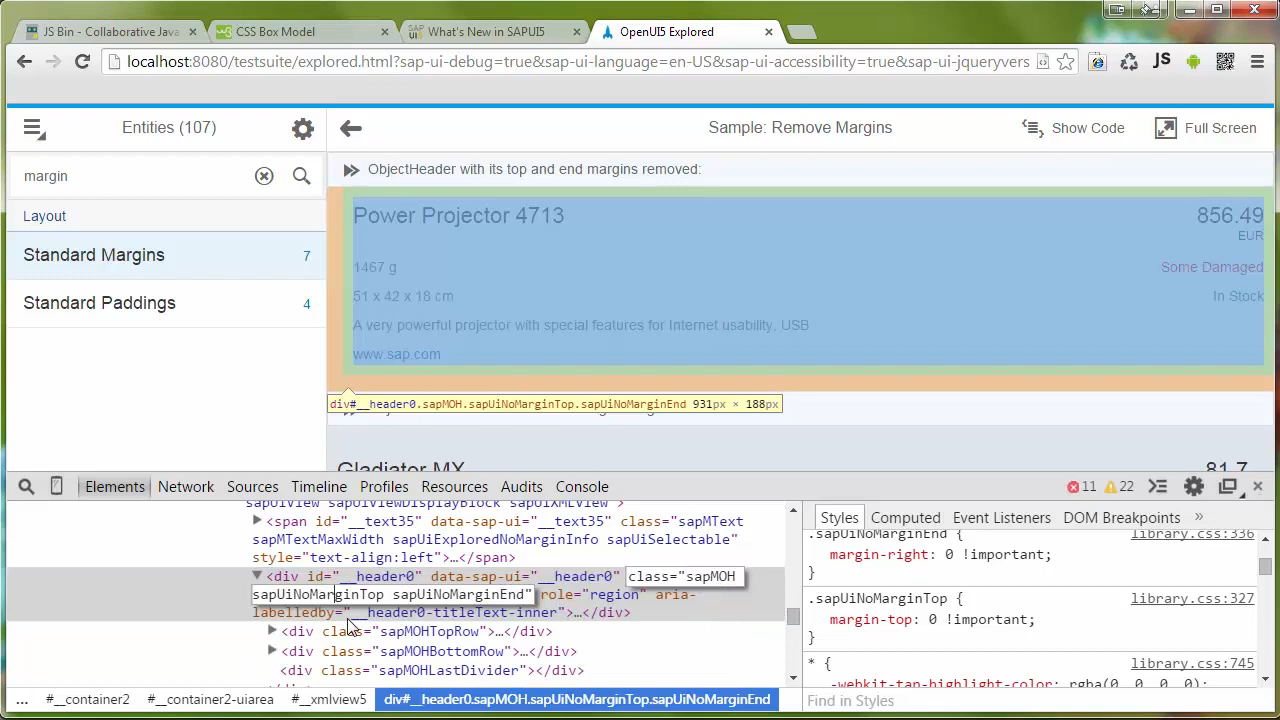 JS Bin - Collaborative Java
CSS Box Model
What's New in SAPUI5
OpenUI5 Explored
localhost:8080/testsuite/explored.html?sap-ui-debug=true&sap-ui-language=en-US&sap-ui-accessibility=true&sap-ui-jqueryvers
JS
Entities (107)
Sample: Remove Margins
Show Code
Full Screen
margin
ObjectHeader with its top and end margins removed:
Layout
Power Projector 4713
856.49
EUR
Standard Margins
7
1467 g
Some Damaged
51 x 42 x 18 cm
In Stock
Standard Paddings
4
A very powerful projector with special features for Internet usability, USB
www.sap.com
div#__header0.sapMOH.sapUiNoMarginTop.sapUiNoMarginEnd 931px × 188px
Gladiator MX
81.7
Elements
Network
Sources
Timeline
Profiles
Resources
Audits
Console
11
22
sapUiView sapUiViewDisplayBlock sapUiXMLView">
<span id="__text35" data-sap-ui="__text35" class="sapMText
sapMTextMaxWidth sapUiExploredNoMarginInfo sapUiSelectable"
style="text-align:left">…</span>
<div id="__header0" data-sap-ui="__header0" class="sapMOH
sapUiNoMarginTop sapUiNoMarginEnd" role="region" aria-
labelledby="__header0-titleText-inner">…</div>
<div class="sapMOHTopRow">…</div>
<div class="sapMOHBottomRow">…</div>
<div class="sapMOHLastDivider"></div>
Styles
Computed
Event Listeners
DOM Breakpoints
»
.sapUiNoMarginEnd {
library.css:336
margin-right: 0 !important;
}
.sapUiNoMarginTop {
library.css:327
margin-top: 0 !important;
}
* {
library.css:745
-webkit-tap-highlight-color: rgba(0, 0, 0, 0);
...
#__container2
#__container2-uiarea
#__xmlview5
div#__header0.sapMOH.sapUiNoMarginTop.sapUiNoMarginEnd
Find in Styles